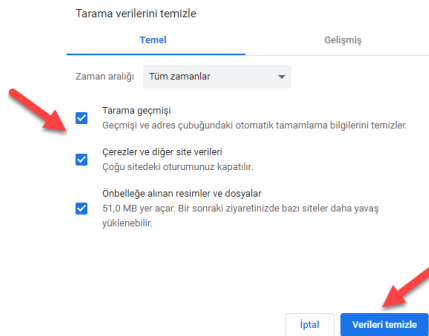 Tarama verilerini temizle
Temel
Gelişmiş
Zaman aralığı Tüm zamanlar
Tarama geçmişi
Geçmişi ve adres çubuğundaki otomatik tamamlama bilgilerini temizler.
Çerezler ve diğer site verileri
Çoğu sitedeki oturumunuz kapatılır.
Önbelleğe alınan resimler ve dosyalar
51,0 MB yer açar. Bir sonraki ziyaretinizde bazı siteler daha yavaş
yüklenebilir.
İptal
Verileri temizle